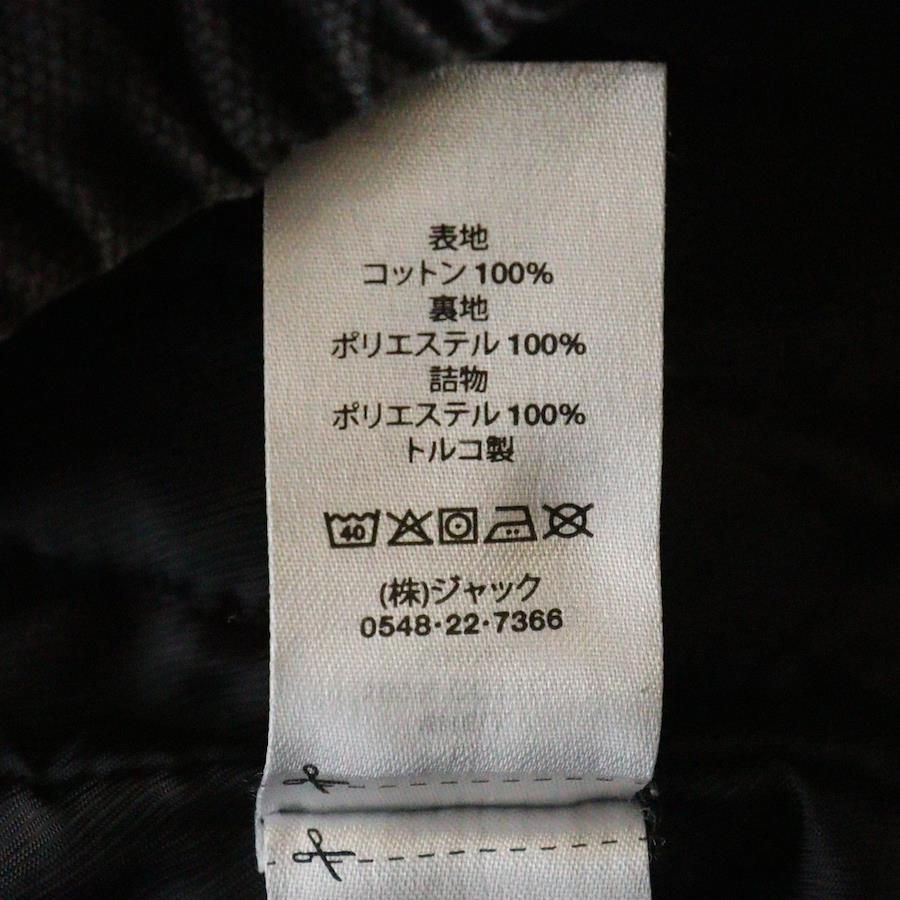 表地
コットン 100%
裏地
ポリエステル 100%
詰物
ポリエステル 100%
トルコ製
40
(株)ジャック
0548·22·7366